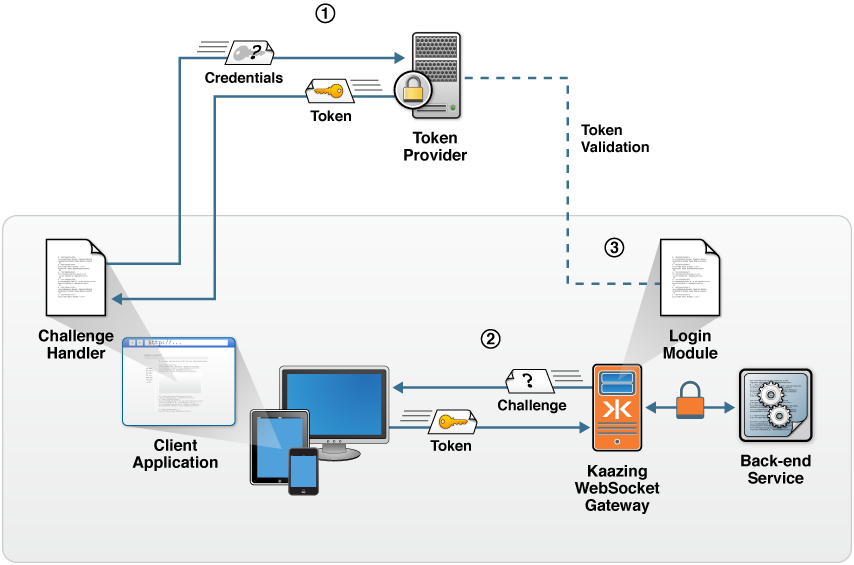 1
Credentials
Token
Token
Provider
Token
Validation
3
Challenge
Handler
Login
Module
2
http://...
Challenge
Token
Client
Application
Kaazing
WebSocket
Gateway
Back-end
Service